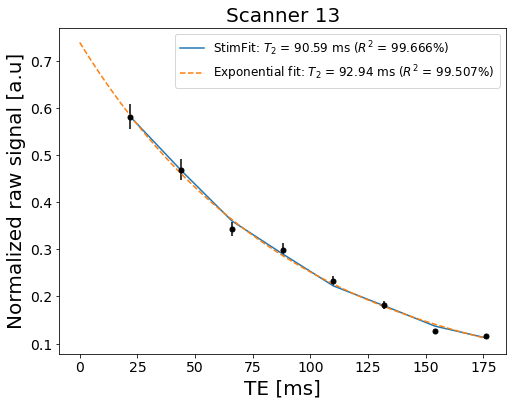 Scanner 13
StimFit: T₂ = 90.59 ms (R² = 99.666%)
Exponential fit: T₂ = 92.94 ms (R² = 99.507%)
Normalized raw signal [a.u]
0.7
0.6
0.5
0.4
0.3
0.2
0.1
0 25 50 75 100 125 150 175
TE [ms]